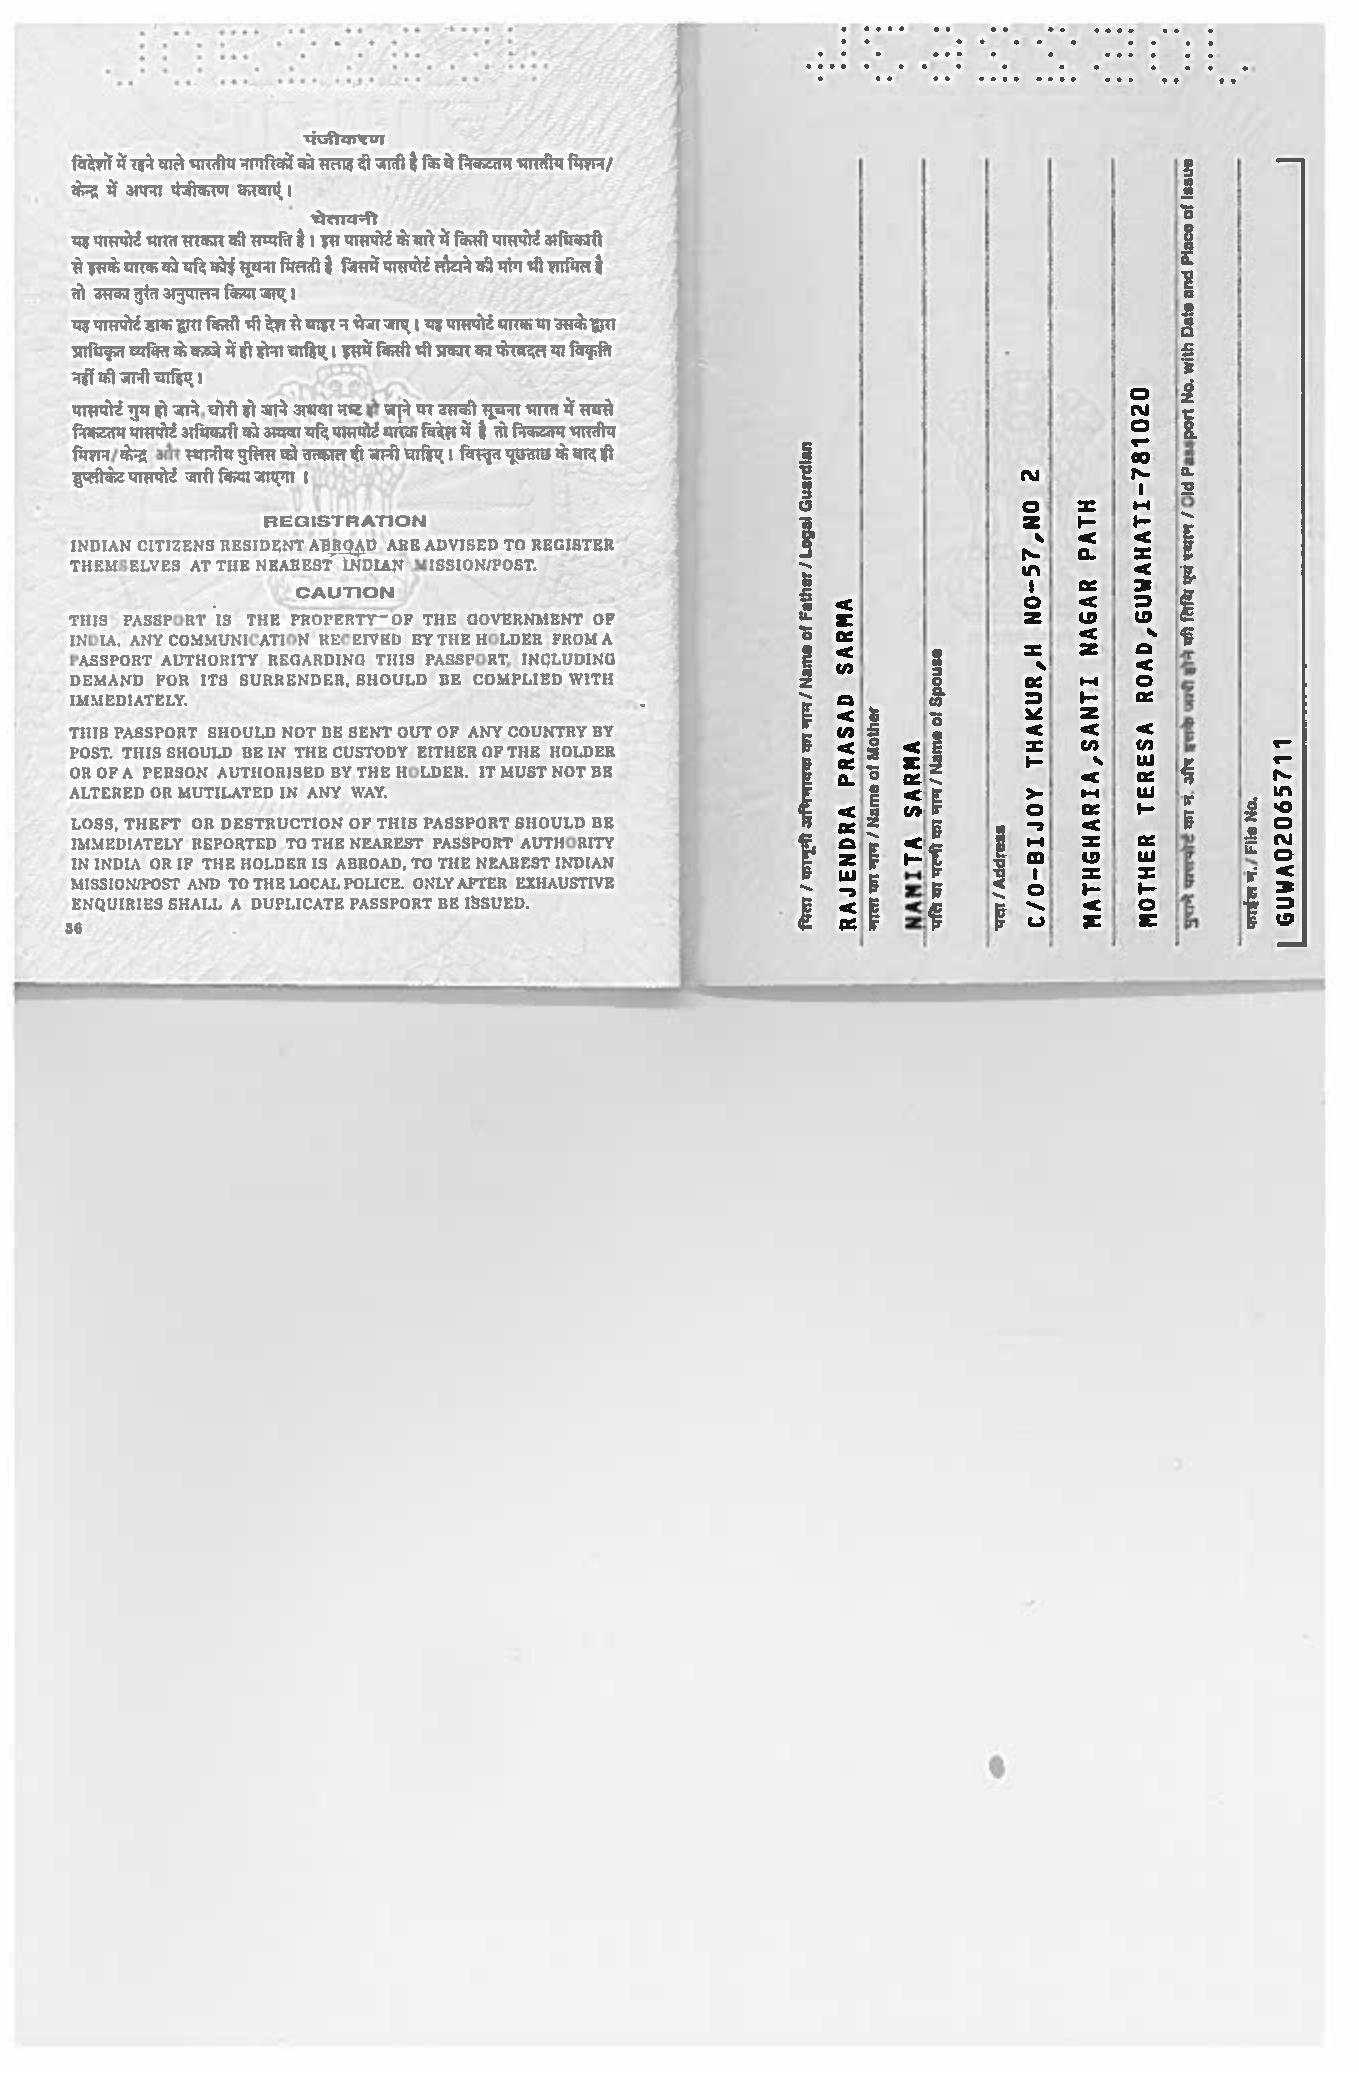 पंजीकरण
विदेशों में रहने वाले भारतीय नागरिकों को सलाह दी जाती है कि वे निकटतम भारतीय मिशन/
केन्द्र में अपना पंजीकरण करवाएं।
चेतावनी
यह पासपोर्ट भारत सरकार की सम्पत्ति है। इस पासपोर्ट के बारे में किसी पासपोर्ट अधिकारी
से इसके धारक को यदि कोई सूचना मिलती है जिसमें पासपोर्ट लौटाने की मांग भी शामिल है
तो उसका तुरंत अनुपालन किया जाए।
यह पासपोर्ट डाक द्वारा किसी भी देश से बाहर न भेजा जाए। यह पासपोर्ट धारक या उसके द्वारा
प्राधिकृत व्यक्ति के कब्जे में ही होना चाहिए। इसमें किसी भी प्रकार का फेरबदल या विकृति
नहीं की जानी चाहिए।
पासपोर्ट गुम हो जाने, चोरी हो जाने अथवा नष्ट हो जाने पर उसकी सूचना भारत में सबसे
निकटतम पासपोर्ट अधिकारी को अथवा यदि पासपोर्ट धारक विदेश में है तो निकटतम भारतीय
मिशन/केन्द्र और स्थानीय पुलिस को तत्काल दी जानी चाहिए। विस्तृत पूछताछ के बाद ही
डुप्लीकेट पासपोर्ट जारी किया जाएगा ।
REGISTRATION
INDIAN CITIZENS RESIDENT ABROAD ARE ADVISED TO REGISTER
THEMSELVES AT THE NEAREST INDIAN MISSION/POST.
CAUTION
THIS PASSPORT IS THE PROPERTY OF THE GOVERNMENT OF
INDIA. ANY COMMUNICATION RECEIVED BY THE HOLDER FROM A
PASSPORT AUTHORITY REGARDING THIS PASSPORT, INCLUDING
DEMAND FOR ITS SURRENDER, SHOULD BE COMPLIED WITH
IMMEDIATELY.
THIS PASSPORT SHOULD NOT BE SENT OUT OF ANY COUNTRY BY
POST. THIS SHOULD BE IN THE CUSTODY EITHER OF THE HOLDER
OR OF A PERSON AUTHORISED BY THE HOLDER. IT MUST NOT BE
ALTERED OR MUTILATED IN ANY WAY.
LOSS, THEFT OR DESTRUCTION OF THIS PASSPORT SHOULD BE
IMMEDIATELY REPORTED TO THE NEAREST PASSPORT AUTHORITY
IN INDIA OR IF THE HOLDER IS ABROAD, TO THE NEAREST INDIAN
MISSION/POST AND TO THE LOCAL POLICE. ONLY AFTER EXHAUSTIVE
ENQUIRIES SHALL A DUPLICATE PASSPORT BE ISSUED.
36
पिता / कानूनी अभिभावक का नाम / Name of Father / Legal Guardian
RAJENDRA PRASAD SARMA
माता का नाम / Name of Mother
NAMITA SARMA
पति या पत्नी का नाम / Name of Spouse
पता / Address
C/O-BIJOY THAKUR,H NO-57,NO 2
MATHGHARIA,SANTI NAGAR PATH
MOTHER TERESA ROAD,GUWAHATI-781020
पुराने पासपोर्ट का नं. और इसके जारी होने की तिथि एवं स्थान / Old Passport No. with Date and Place of Issue
फाईल नं. / File No.
GUWA02065711